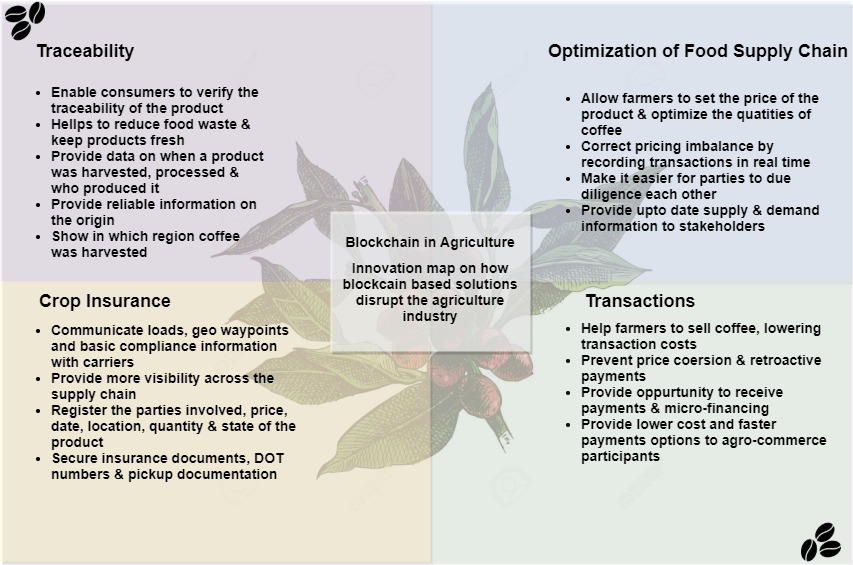 Traceability
• Enable consumers to verify the
traceability of the product
• Hellps to reduce food waste &
keep products fresh
• Provide data on when a product
was harvested, processed &
who produced it
• Provide reliable information on
the origin
• Show in which region coffee
was harvested
Optimization of Food Supply Chain
• Allow farmers to set the price of the
product & optimize the quatities of
coffee
• Correct pricing imbalance by
recording transactions in real time
• Make it easier for parties to due
diligence each other
• Provide upto date supply & demand
information to stakeholders
Blockchain in Agriculture
Innovation map on how
blockcain based solutions
disrupt the agriculture
industry
Crop Insurance
• Communicate loads, geo waypoints
and basic compliance information
with carriers
• Provide more visibility across the
supply chain
• Register the parties involved, price,
date, location, quantity & state of the
product
• Secure insurance documents, DOT
numbers & pickup documentation
Transactions
• Help farmers to sell coffee, lowering
transaction costs
• Prevent price coersion & retroactive
payments
• Provide oppurtunity to receive
payments & micro-financing
• Provide lower cost and faster
payments options to agro-commerce
participants